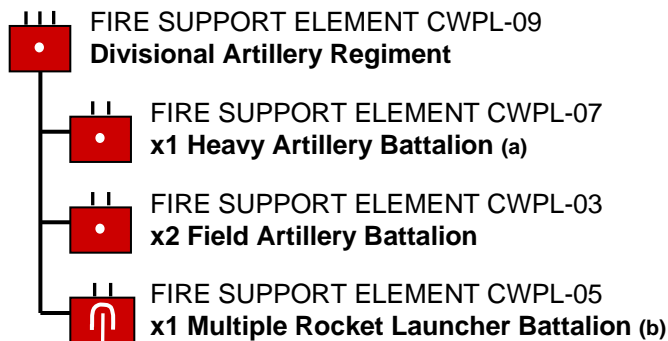 FIRE SUPPORT ELEMENT CWPL-09
Divisional Artillery Regiment
FIRE SUPPORT ELEMENT CWPL-07
x1 Heavy Artillery Battalion (a)
FIRE SUPPORT ELEMENT CWPL-03
x2 Field Artillery Battalion
FIRE SUPPORT ELEMENT CWPL-05
x1 Multiple Rocket Launcher Battalion (b)